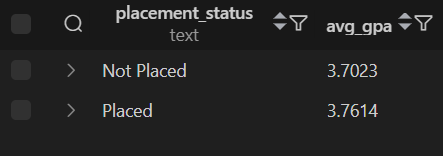 placement_status avg_gpa
text
Not Placed 3.7023
Placed 3.7614